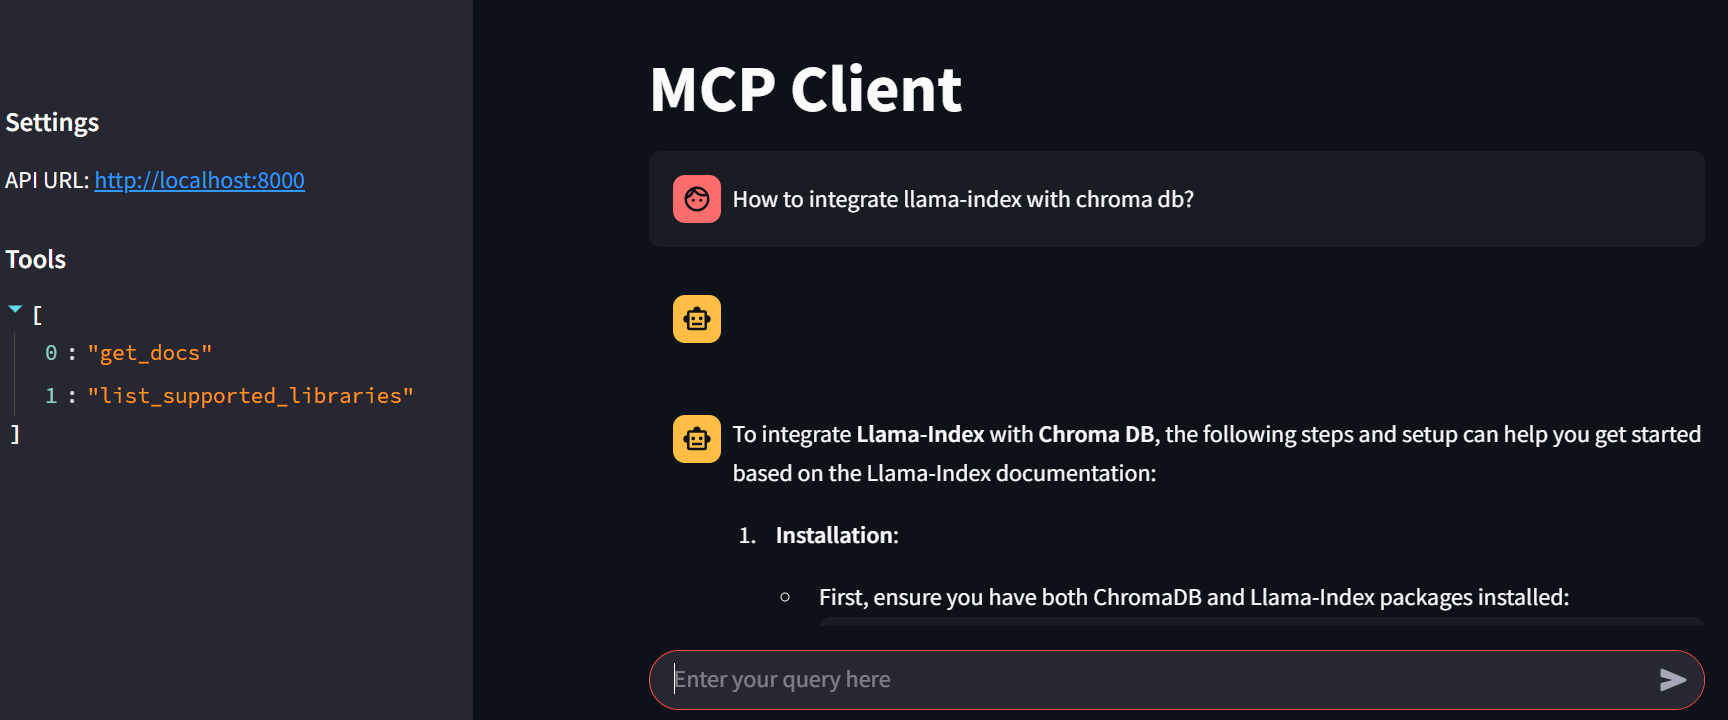 Settings
API URL: http://localhost:8000
Tools
[
0 : "get_docs"
1 : "list_supported_libraries"
]
MCP Client
How to integrate llama-index with chroma db?
To integrate Llama-Index with Chroma DB, the following steps and setup can help you get started
based on the Llama-Index documentation:
1. Installation:
○ First, ensure you have both ChromaDB and Llama-Index packages installed:
Enter your query here